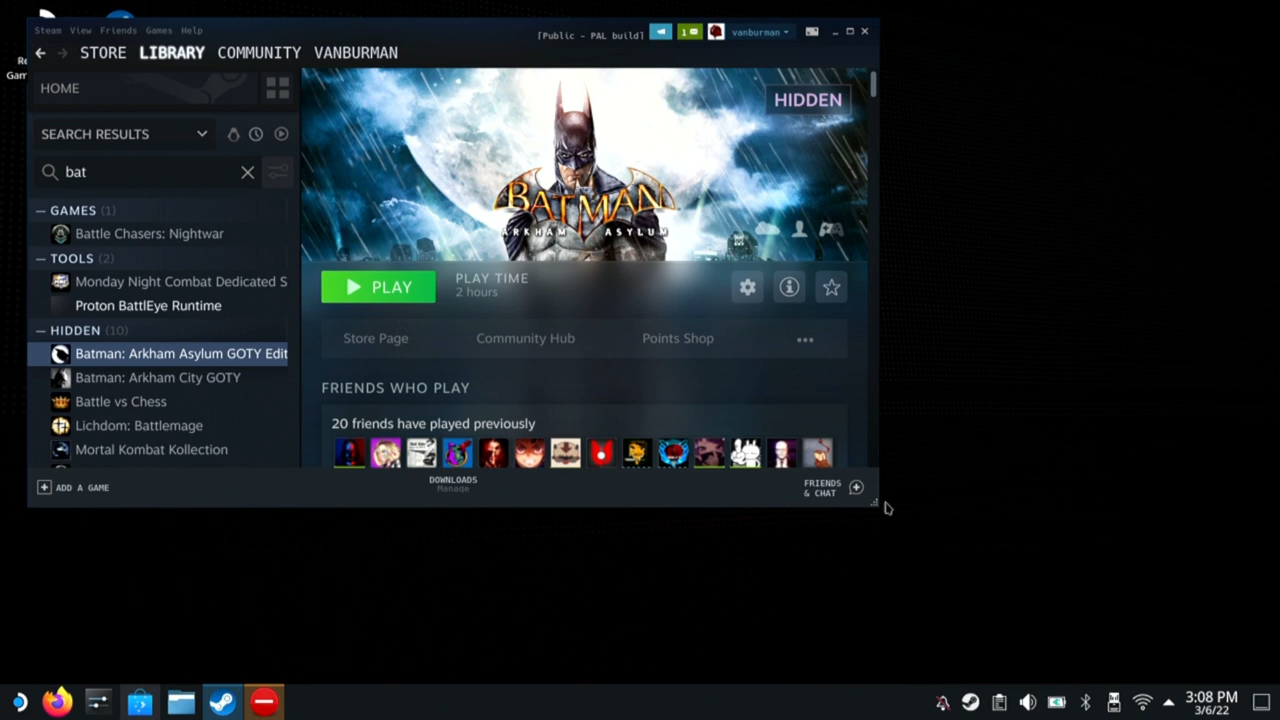 Re
Gam
Steam View Friends Games Help
[Public - PAL build]
1
vanburman
STORE LIBRARY COMMUNITY VANBURMAN
HOME
HIDDEN
SEARCH RESULTS
bat
BATMAN
ARKHAM ASYLUM
GAMES (1)
Battle Chasers: Nightwar
TOOLS (2)
Monday Night Combat Dedicated S
Proton BattlEye Runtime
HIDDEN (10)
Batman: Arkham Asylum GOTY Edit
Batman: Arkham City GOTY
Battle vs Chess
Lichdom: Battlemage
Mortal Kombat Kollection
PLAY
PLAY TIME
2 hours
Store Page Community Hub Points Shop
FRIENDS WHO PLAY
20 friends have played previously
ADD A GAME
DOWNLOADS
Manage
FRIENDS
& CHAT
3:08 PM
3/6/22